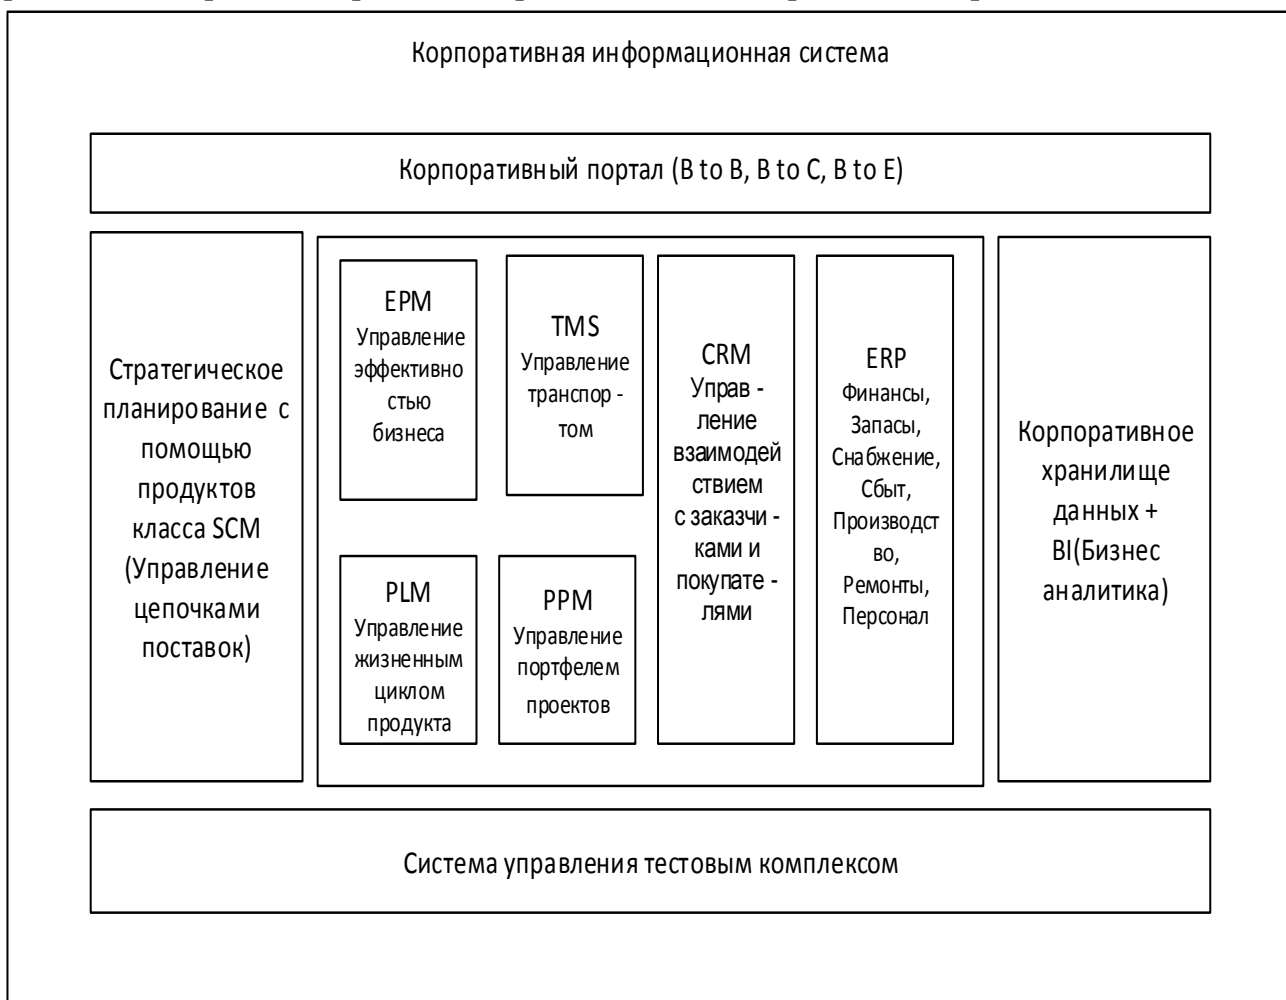 Корпоративная информационная система
Корпоративный портал (B to B, B to C, B to E)
Стратегическое
планирование с
помощью
продуктов
класса SCM
(Управление
цепочками
поставок)
EPM
Управление
эффективно
стью
бизнеса
TMS
Управление
транспор -
том
CRM
Управ -
ление
взаимодей
ствием
с заказчи -
ками и
покупате -
лями
ERP
Финансы,
Запасы,
Снабжение,
Сбыт,
Производст
во,
Ремонты,
Персонал
PLM
Управление
жизненным
циклом
продукта
PPM
Управление
портфелем
проектов
Корпоративное
хранилище
данных +
BI(Бизнес
аналитика)
Система управления тестовым комплексом